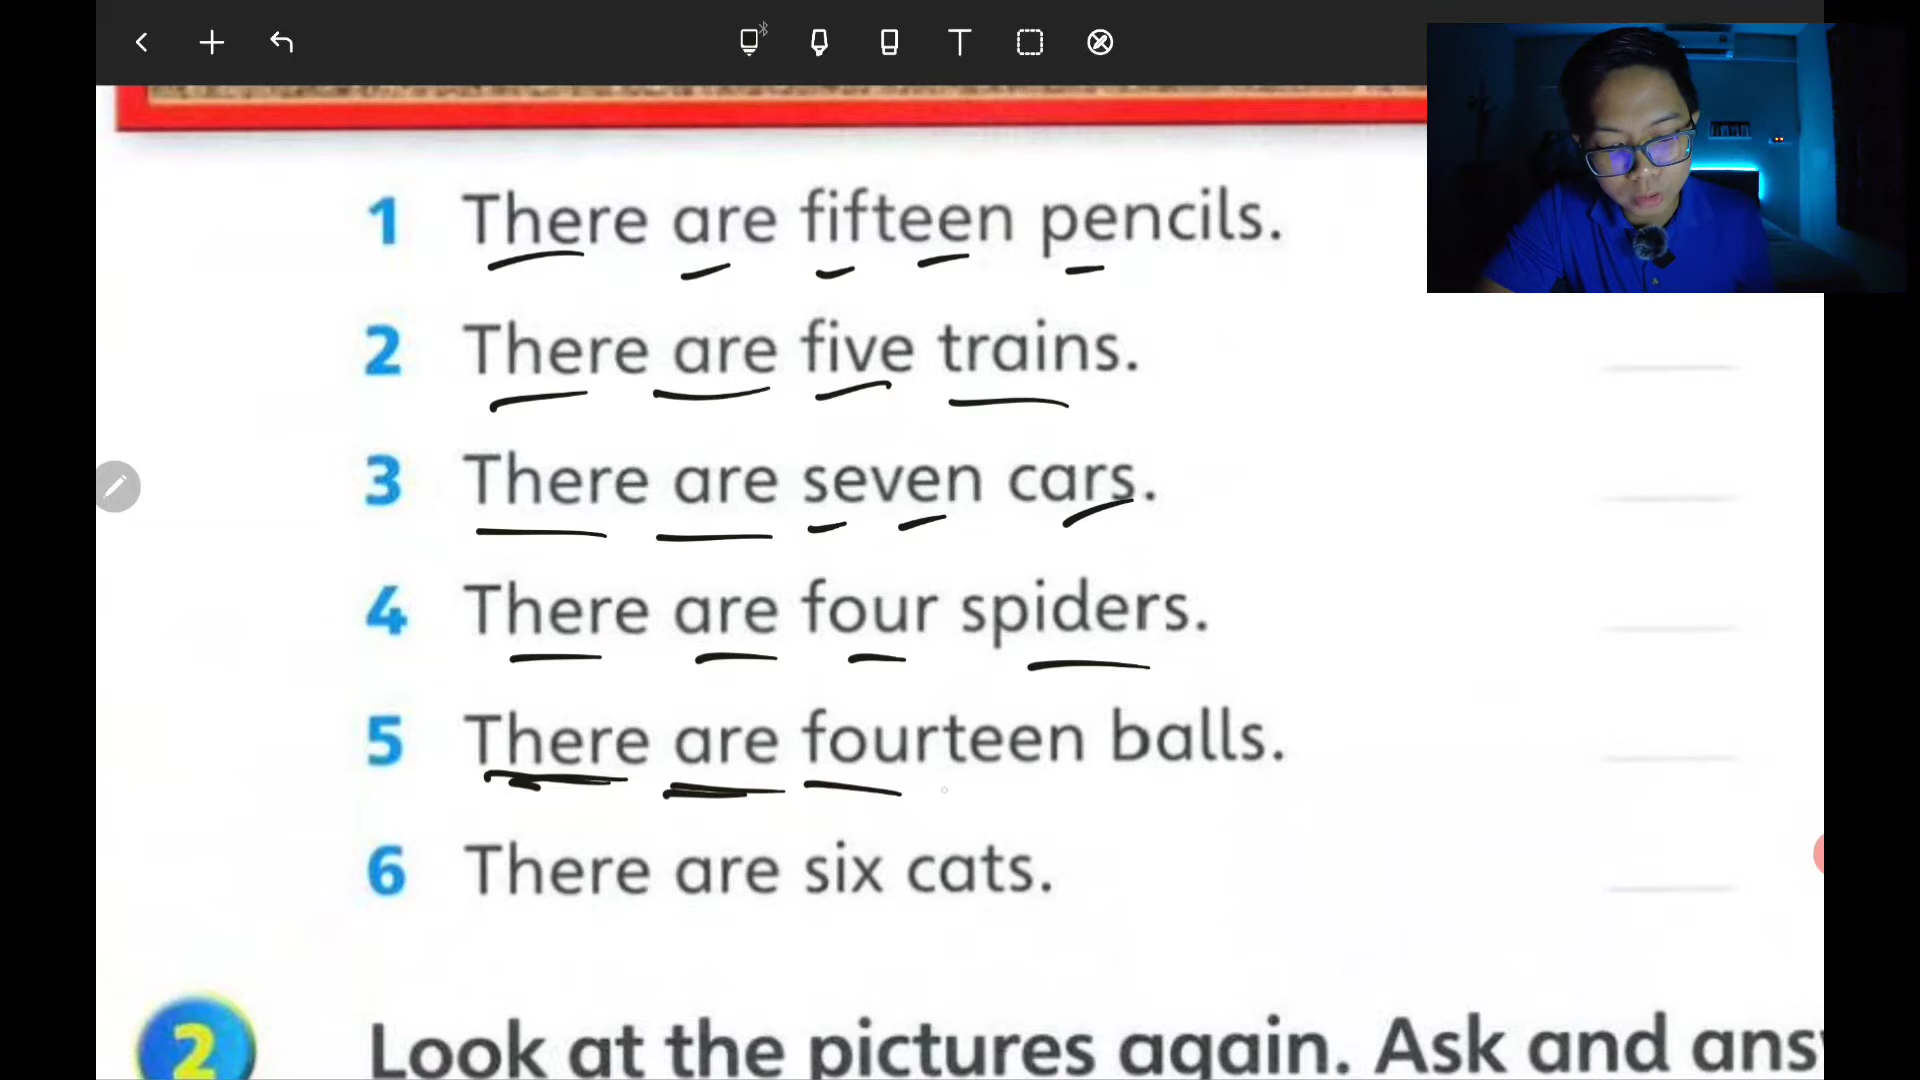 1 There are fifteen pencils.
2 There are five trains.
3 There are seven cars.
4 There are four spiders.
5 There are fourteen balls.
6 There are six cats.
2 Look at the pictures again. Ask and ans